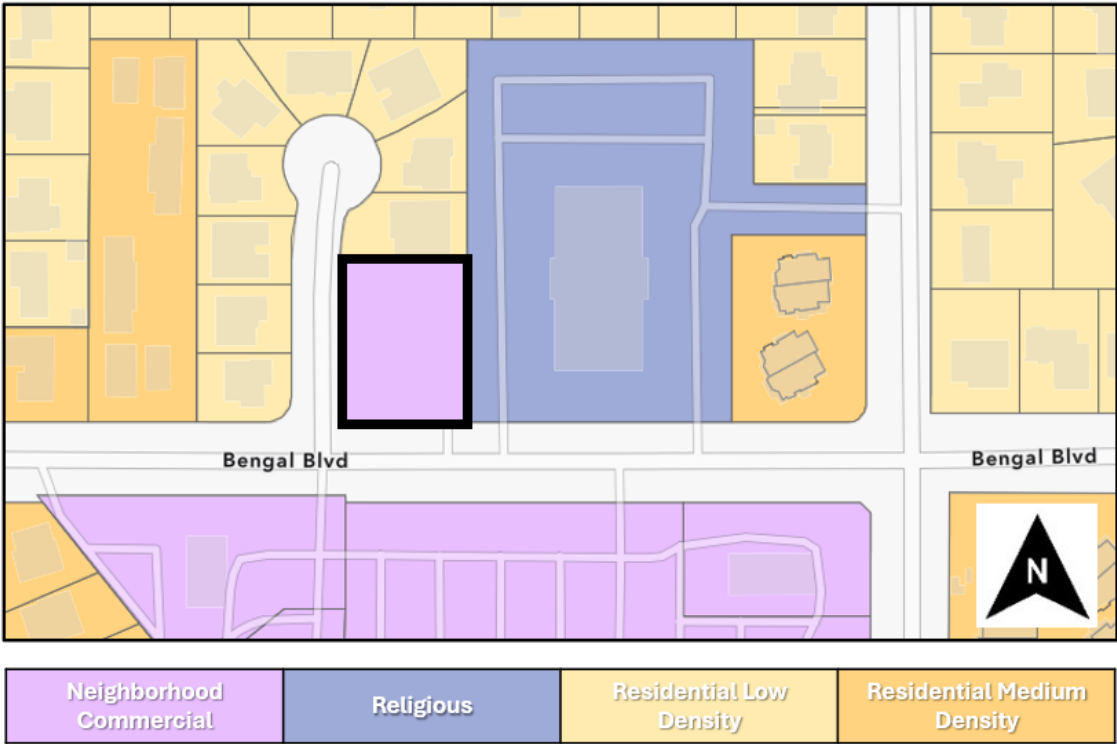 Bengal Blvd
Bengal Blvd
N
Neighborhood
Commercial
Religious
Residential Low
Density
Residential Medium
Density